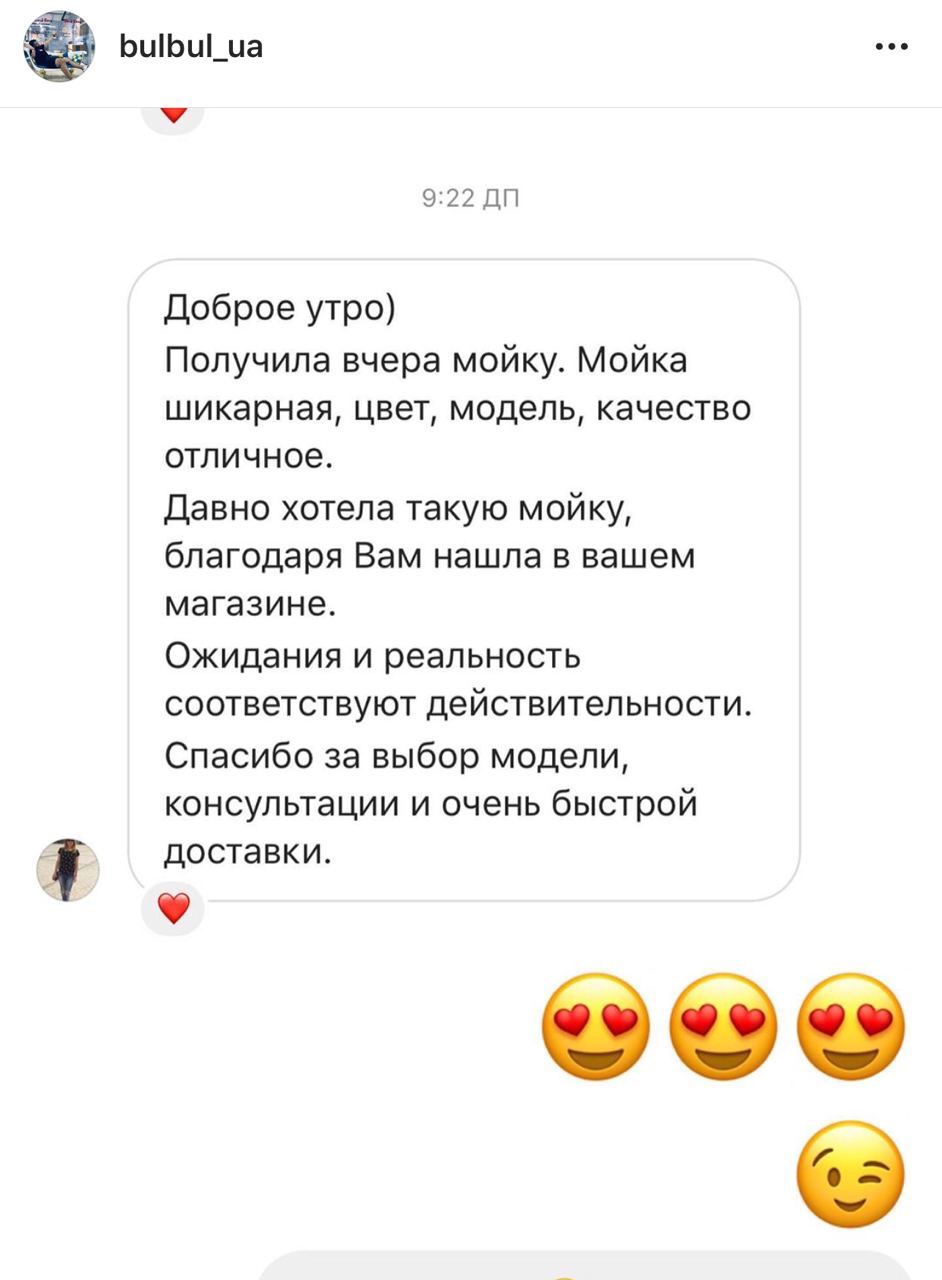 bulbul_ua
9:22 ДП
Доброе утро)
Получила вчера мойку. Мойка
шикарная, цвет, модель, качество
отличное.
Давно хотела такую мойку,
благодаря Вам нашла в вашем
магазине.
Ожидания и реальность
соответствуют действительности.
Спасибо за выбор модели,
консультации и очень быстрой
доставки.